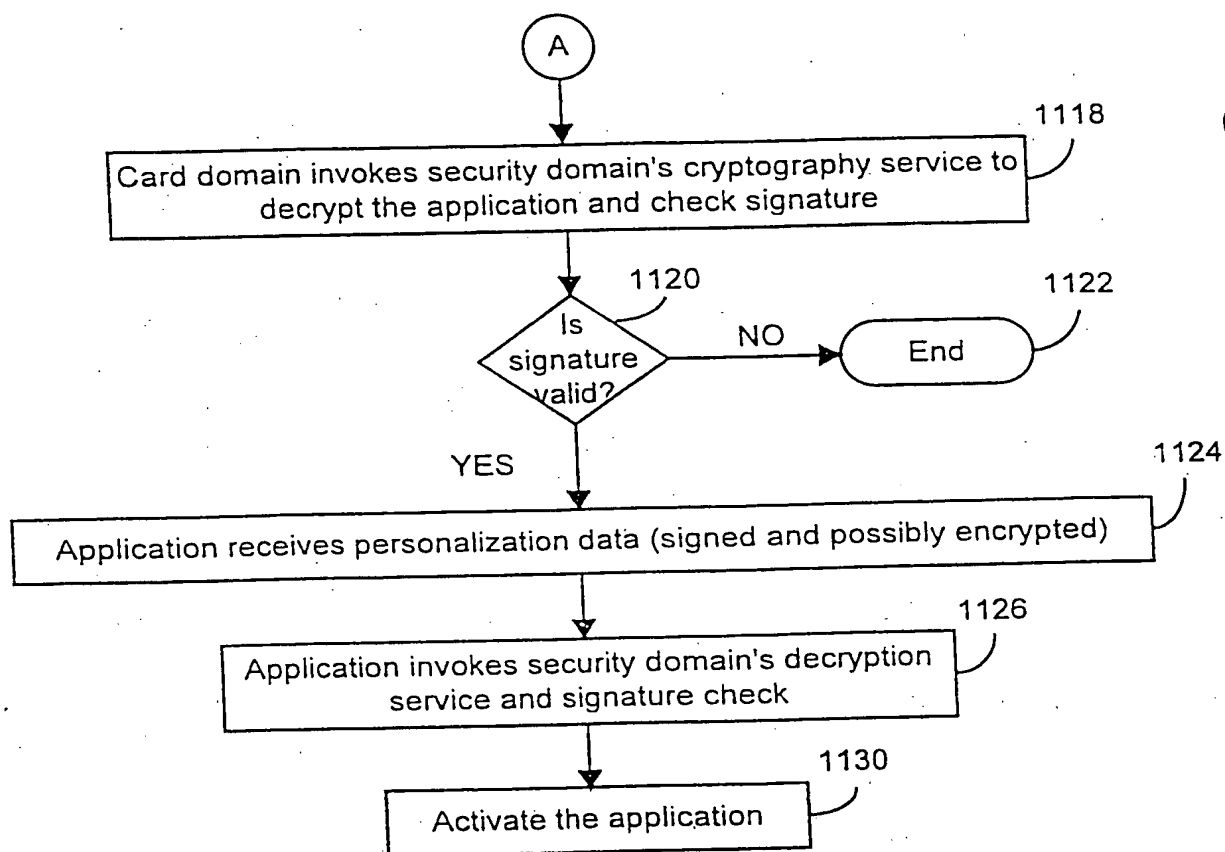 A
1118
Card domain invokes security domain's cryptography service to
decrypt the application and check signature
1120
Is
signature
valid?
NO
1122
End
YES
1124
Application receives personalization data (signed and possibly encrypted)
1126
Application invokes security domain's decryption
service and signature check
1130
Activate the application